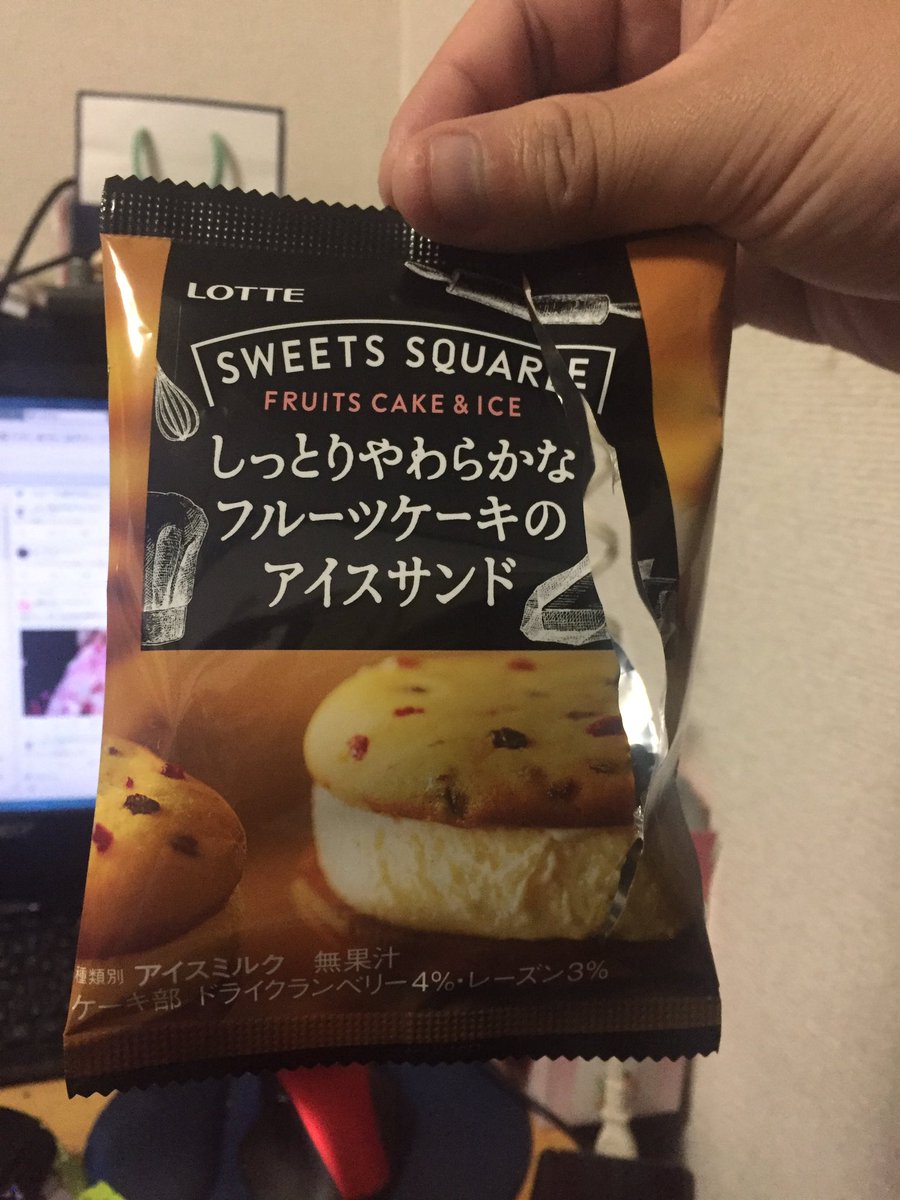 LOTTE
SWEETS SQUARE
FRUITS CAKE & ICE
しっとりやわらかな
フルーツケーキの
アイスサンド
種類別 アイスミルク 無果汁
ケーキ部 ドライクランベリー4%・レーズン3%